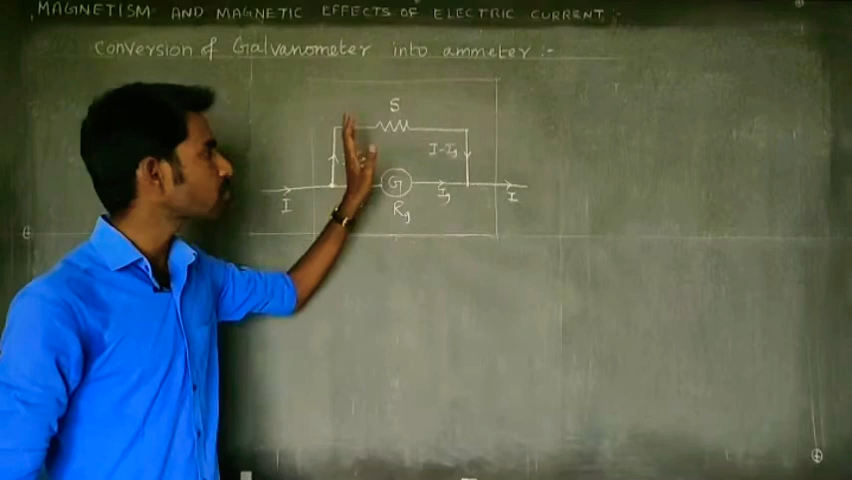 MAGNETISM AND MAGNETIC EFFECTS OF ELECTRIC CURRENT :-
Conversion of Galvanometer into ammeter :-
S
I-Ig
G
I
Rg
Ig
I